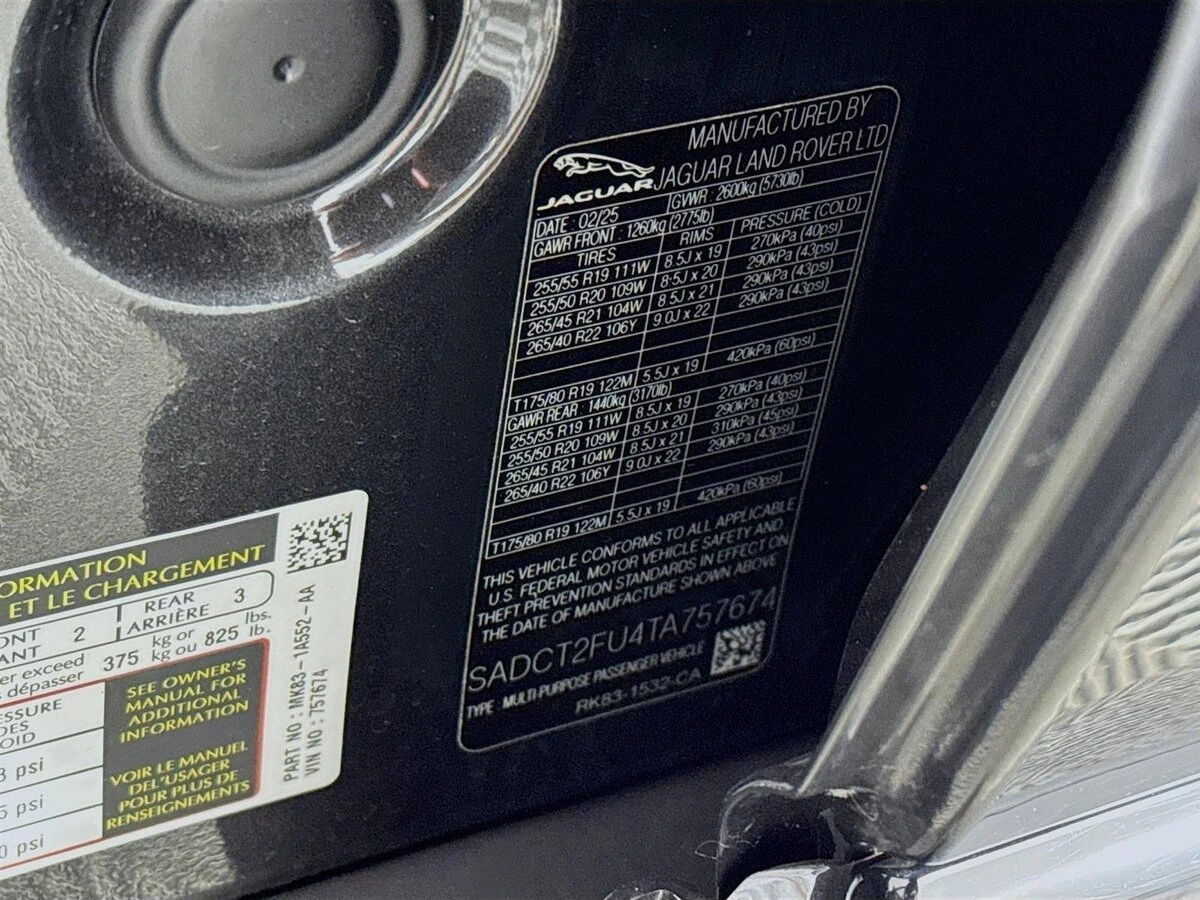 MANUFACTURED BY
JAGUAR JAGUAR LAND ROVER LTD
DATE : 02/25 GVWR : 2600kg (5730lb)
GAWR FRONT : 1260kg (2775lb)
TIRES RIMS PRESSURE (COLD)
255/55 R19 111W 8.5J x 19 270kPa (40psi)
255/50 R20 109W 8.5J x 20 290kPa (43psi)
265/45 R21 104W 8.5J x 21 290kPa (43psi)
265/40 R22 106Y 9.0J x 22 290kPa (43psi)
T175/80 R19 122M 5.5J x 19 420kPa (60psi)
GAWR REAR : 1440kg (3170lb)
255/55 R19 111W 8.5J x 19 270kPa (40psi)
255/50 R20 109W 8.5J x 20 290kPa (43psi)
265/45 R21 104W 8.5J x 21 310kPa (45psi)
265/40 R22 106Y 9.0J x 22 290kPa (43psi)
T175/80 R19 122M 5.5J x 19 420kPa (60psi)
THIS VEHICLE CONFORMS TO ALL APPLICABLE
U.S. FEDERAL MOTOR VEHICLE SAFETY AND
THEFT PREVENTION STANDARDS IN EFFECT ON
THE DATE OF MANUFACTURE SHOWN ABOVE
SADCT2FU4TA757674
TYPE : MULTI-PURPOSE PASSENGER VEHICLE
RK83-1532-CA
ORMATION
ET LE CHARGEMENT
ONT 2 REAR 3
ANT ARRIÈRE
er exceed 375 kg or 825 lbs.
s dépasser kg ou lb.
ESSURE
DES
OID
3 psi
5 psi
0 psi
SEE OWNER'S
MANUAL FOR
ADDITIONAL
INFORMATION
VOIR LE MANUEL
DEL'USAGER
POUR PLUS DE
RENSEIGNEMENTS
PART NO : MK83-1A552-AA
VIN NO : 757674